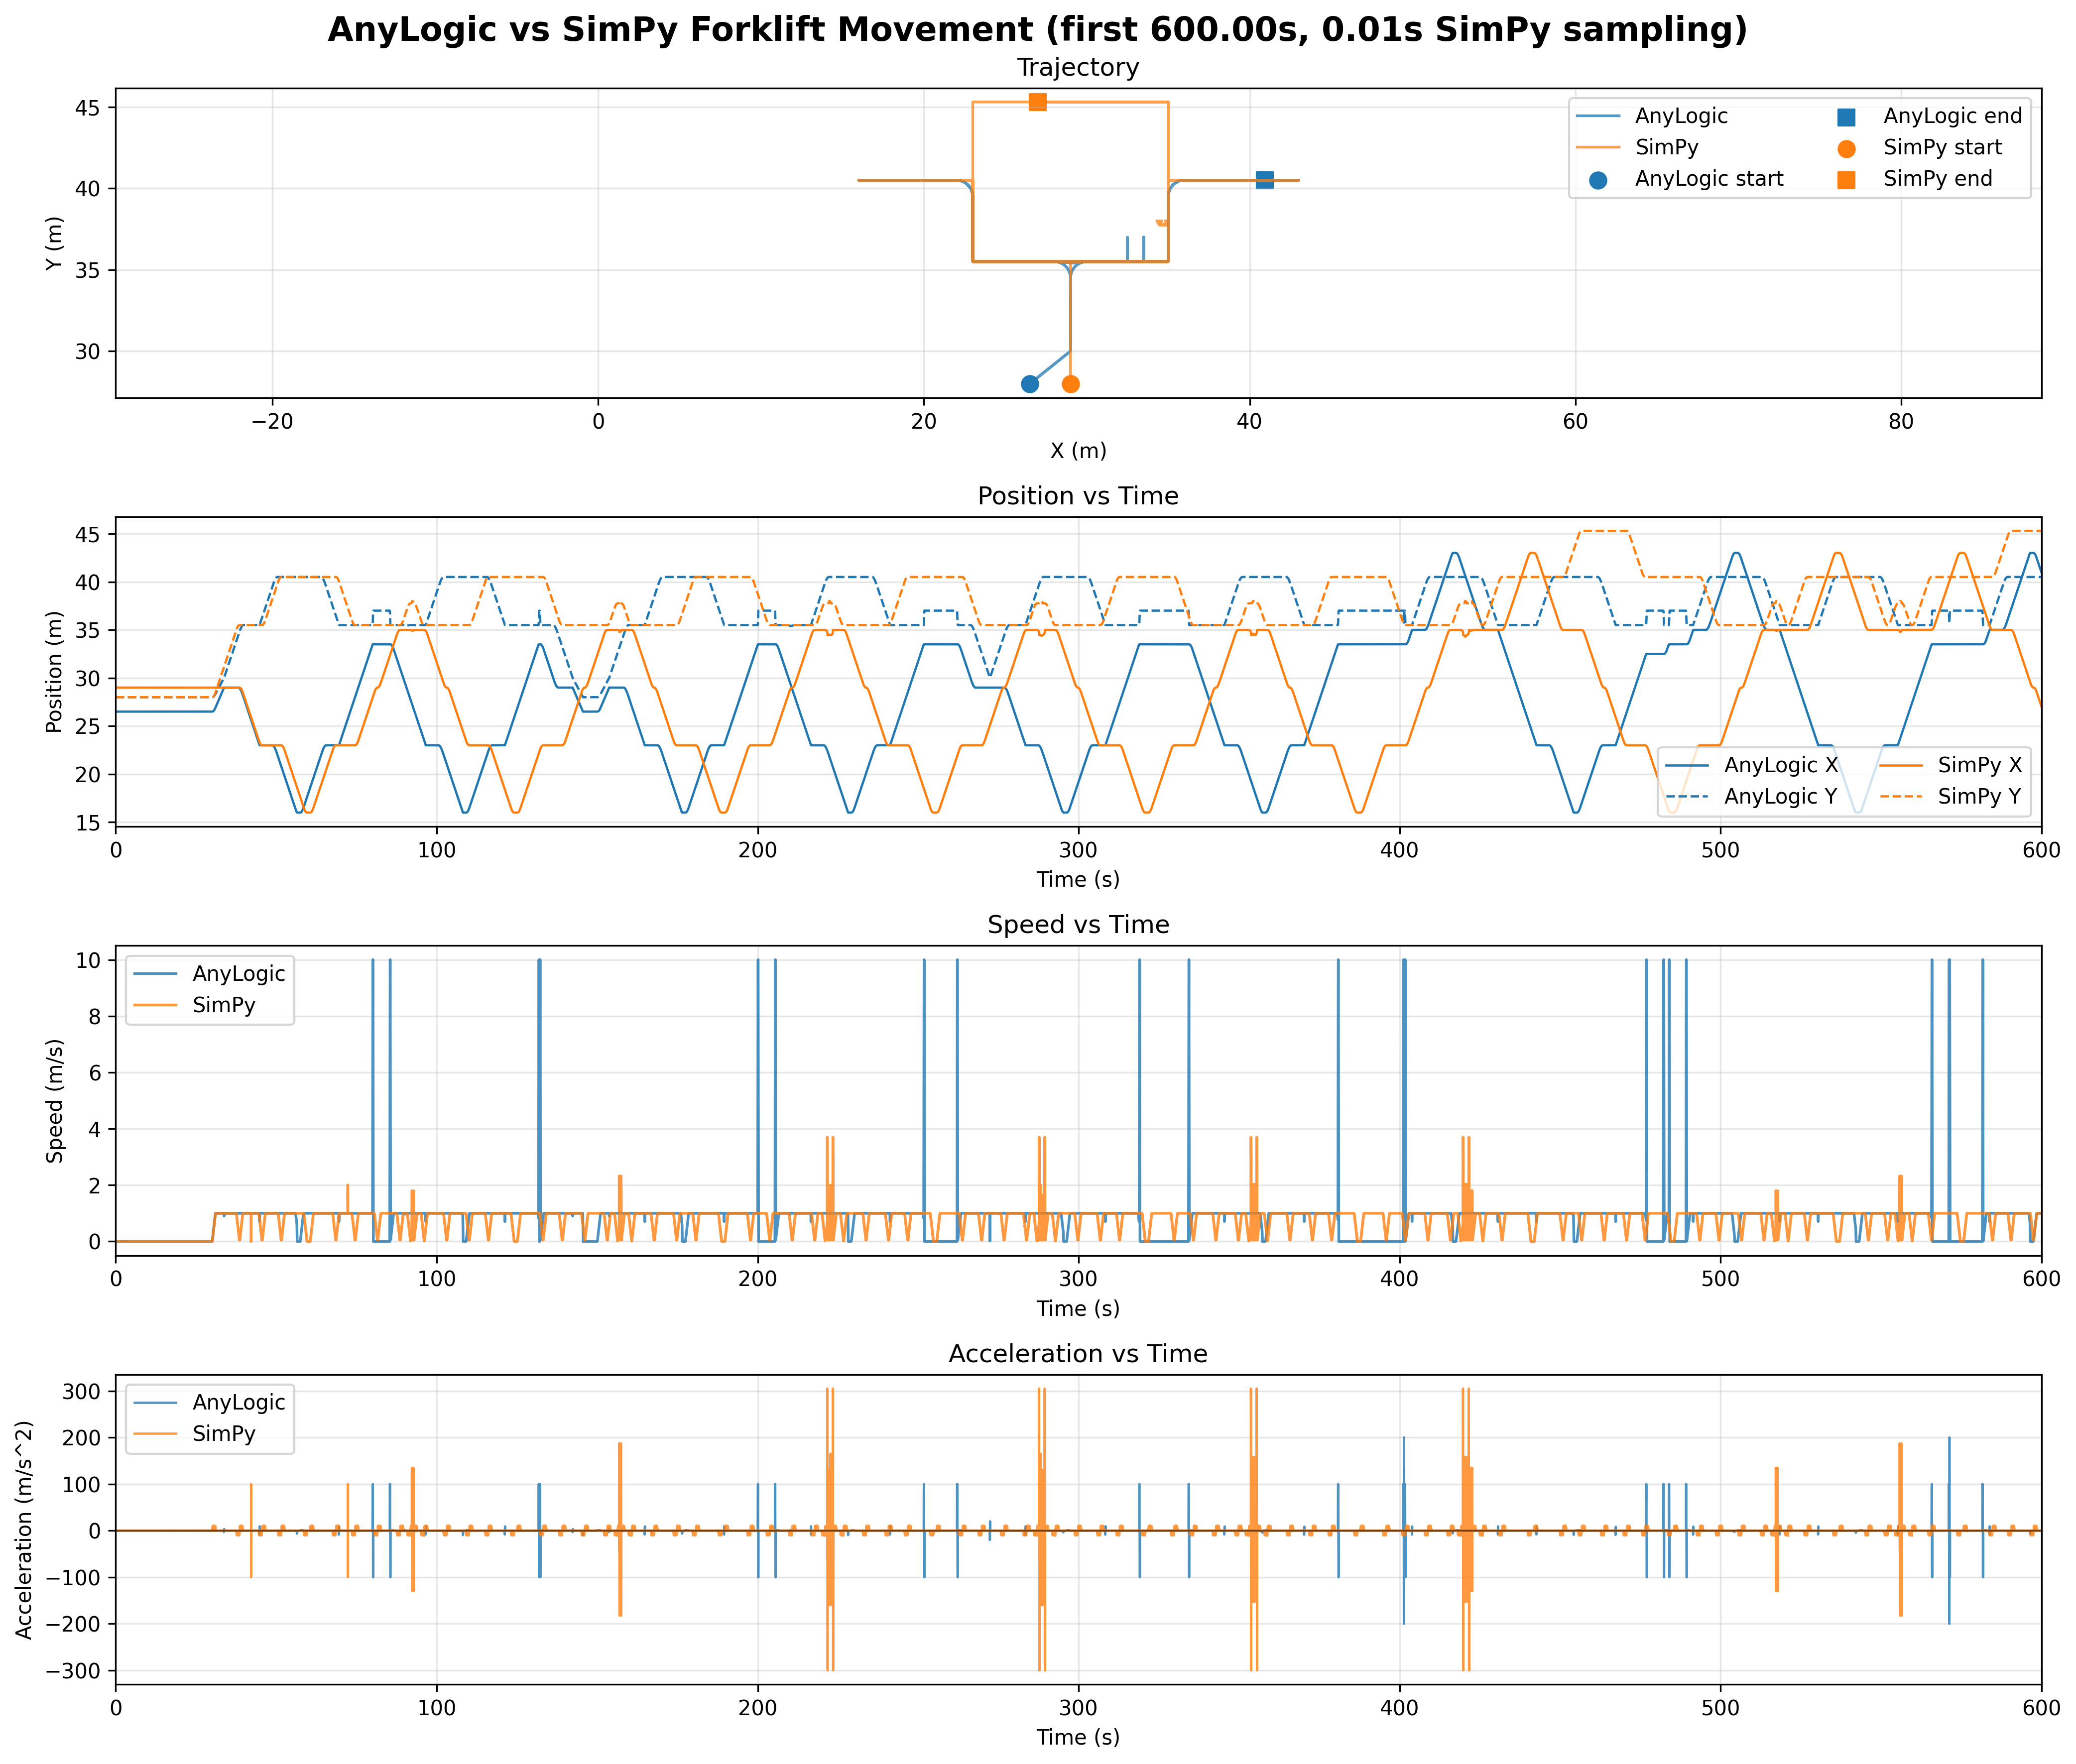 AnyLogic vs SimPy Forklift Movement (first 600.00s, 0.01s SimPy sampling)
Trajectory
Y (m)
45
40
35
30
AnyLogic
SimPy
AnyLogic start
AnyLogic end
SimPy start
SimPy end
−20
0
20
40
60
80
X (m)
Position vs Time
Position (m)
45
40
35
30
25
20
15
AnyLogic X
AnyLogic Y
SimPy X
SimPy Y
0
100
200
300
400
500
600
Time (s)
Speed vs Time
Speed (m/s)
10
8
6
4
2
0
AnyLogic
SimPy
0
100
200
300
400
500
600
Time (s)
Acceleration vs Time
Acceleration (m/s^2)
300
200
100
0
−100
−200
−300
AnyLogic
SimPy
0
100
200
300
400
500
600
Time (s)